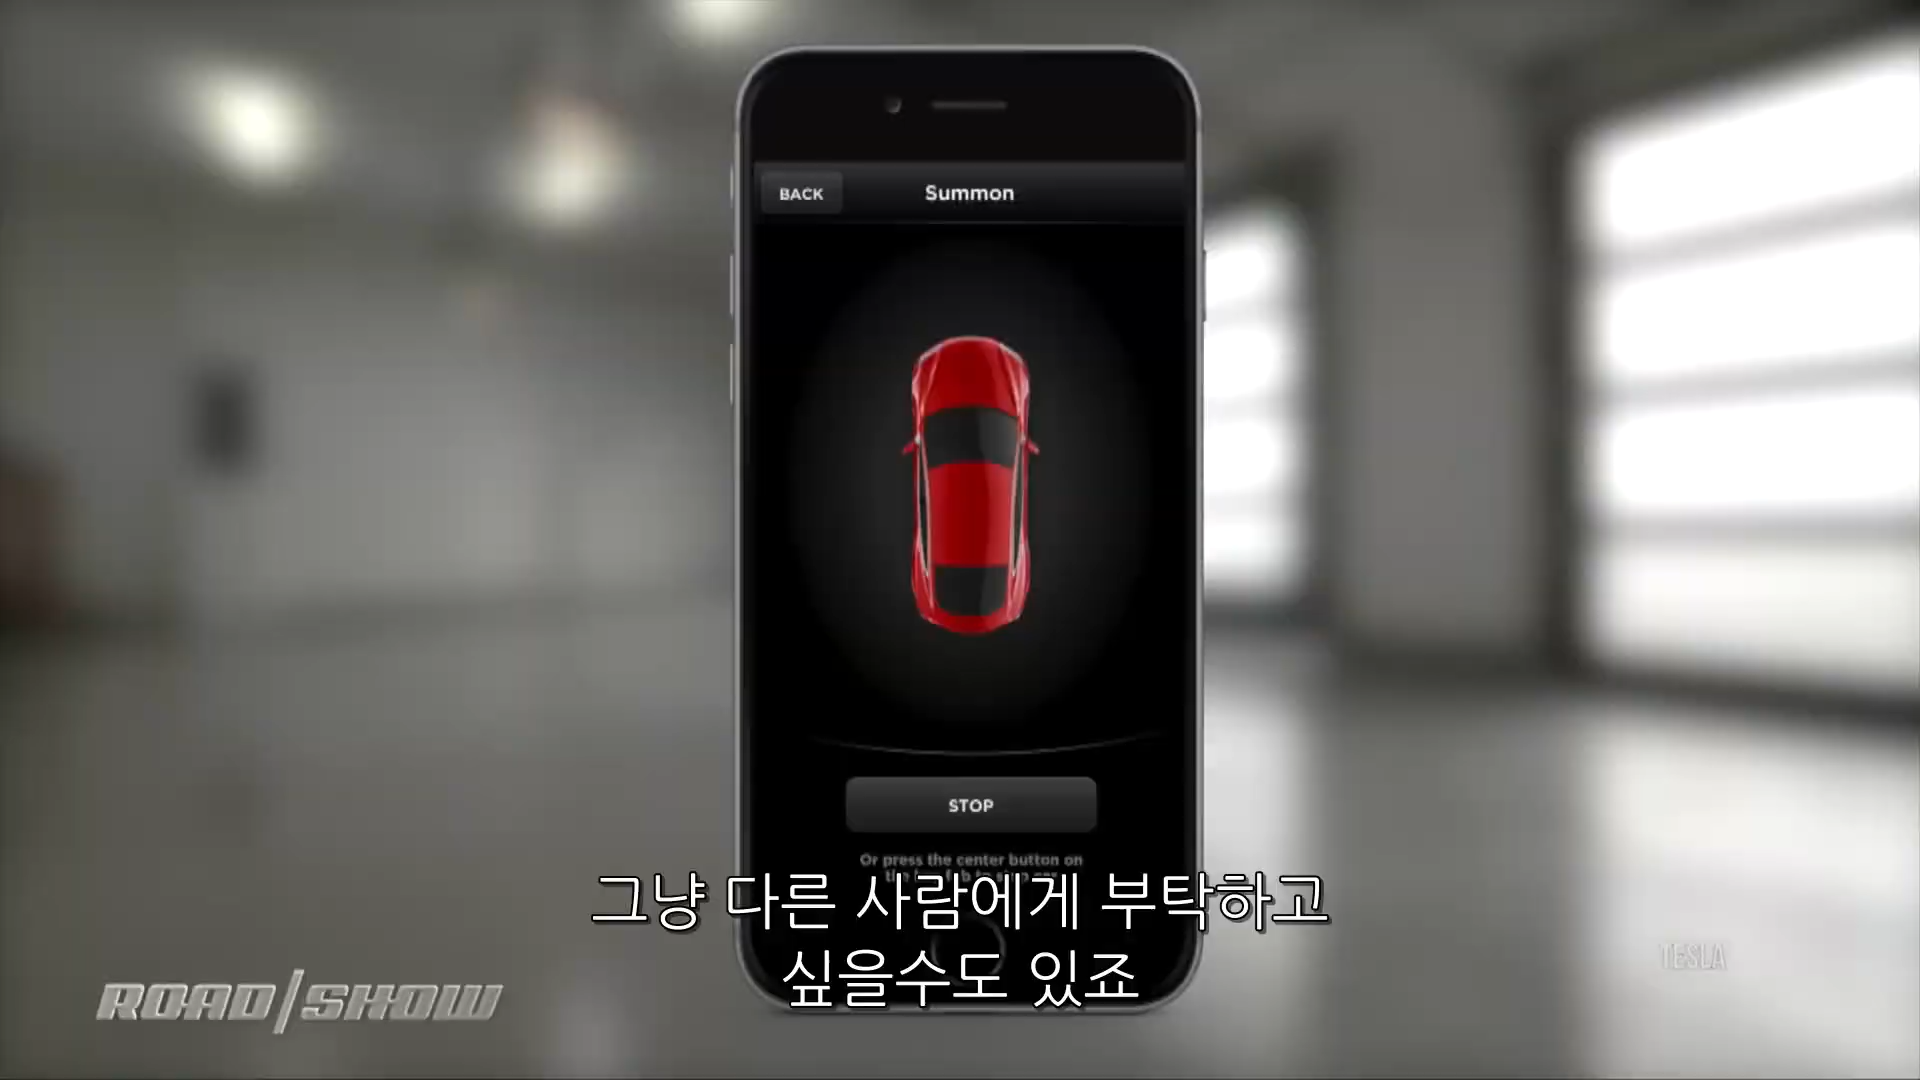 BACK
Summon
STOP
Or press the center button on
그냥 다른 사람에게 부탁하고
싶을수도 있죠
TESLA
ROAD/SHOW